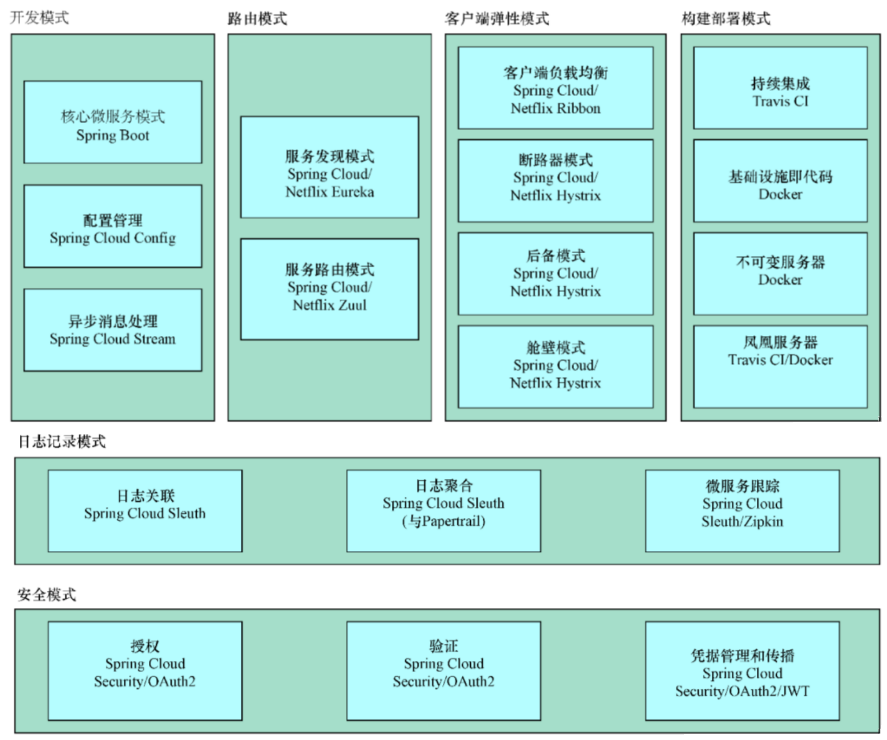 开发模式
核心微服务模式
Spring Boot
配置管理
Spring Cloud Config
异步消息处理
Spring Cloud Stream
路由模式
服务发现模式
Spring Cloud/
Netflix Eureka
服务路由模式
Spring Cloud/
Netflix Zuul
客户端弹性模式
客户端负载均衡
Spring Cloud/
Netflix Ribbon
断路器模式
Spring Cloud/
Netflix Hystrix
后备模式
Spring Cloud/
Netflix Hystrix
舱壁模式
Spring Cloud/
Netflix Hystrix
构建部署模式
持续集成
Travis CI
基础设施即代码
Docker
不可变服务器
Docker
凤凰服务器
Travis CI/Docker
日志记录模式
日志关联
Spring Cloud Sleuth
日志聚合
Spring Cloud Sleuth
(与Papertrail)
微服务跟踪
Spring Cloud
Sleuth/Zipkin
安全模式
授权
Spring Cloud
Security/OAuth2
验证
Spring Cloud
Security/OAuth2
凭据管理和传播
Spring Cloud
Security/OAuth2/JWT